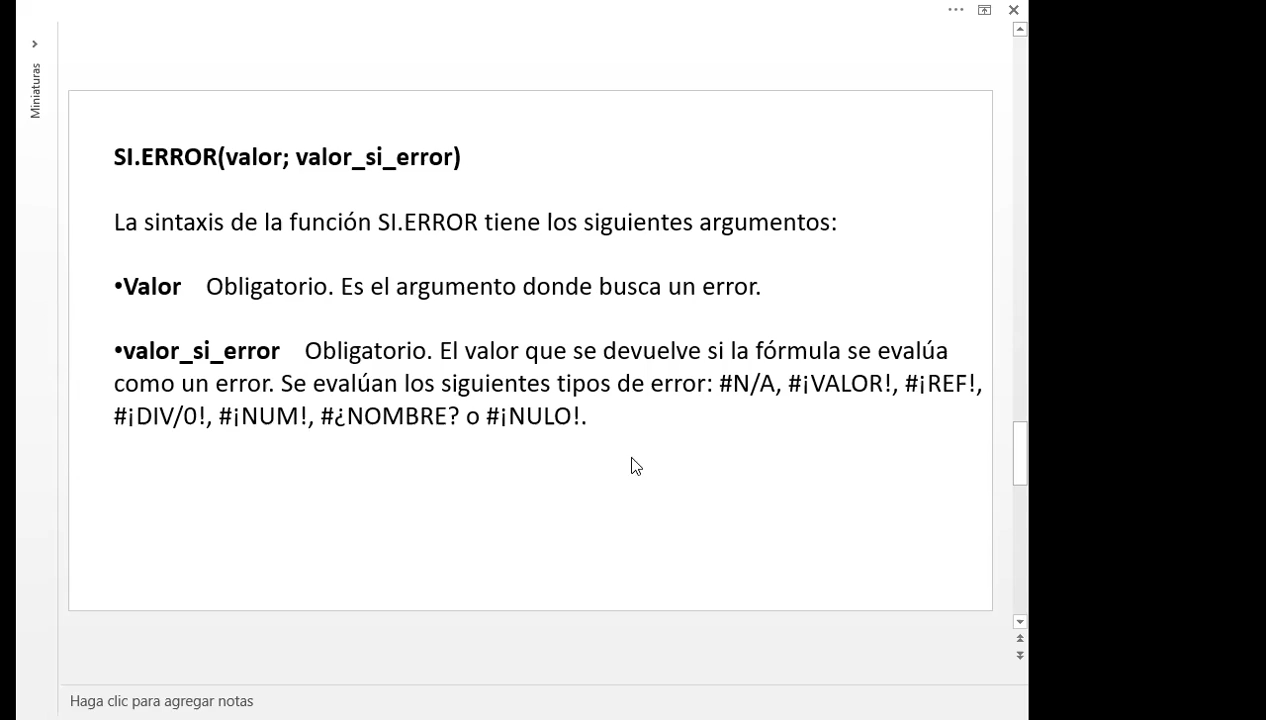 Miniaturas
SI.ERROR(valor; valor_si_error)
La sintaxis de la función SI.ERROR tiene los siguientes argumentos:
•Valor Obligatorio. Es el argumento donde busca un error.
•valor_si_error Obligatorio. El valor que se devuelve si la fórmula se evalúa
como un error. Se evalúan los siguientes tipos de error: #N/A, #¡VALOR!, #¡REF!,
#¡DIV/0!, #¡NUM!, #¿NOMBRE? o #¡NULO!.
Haga clic para agregar notas